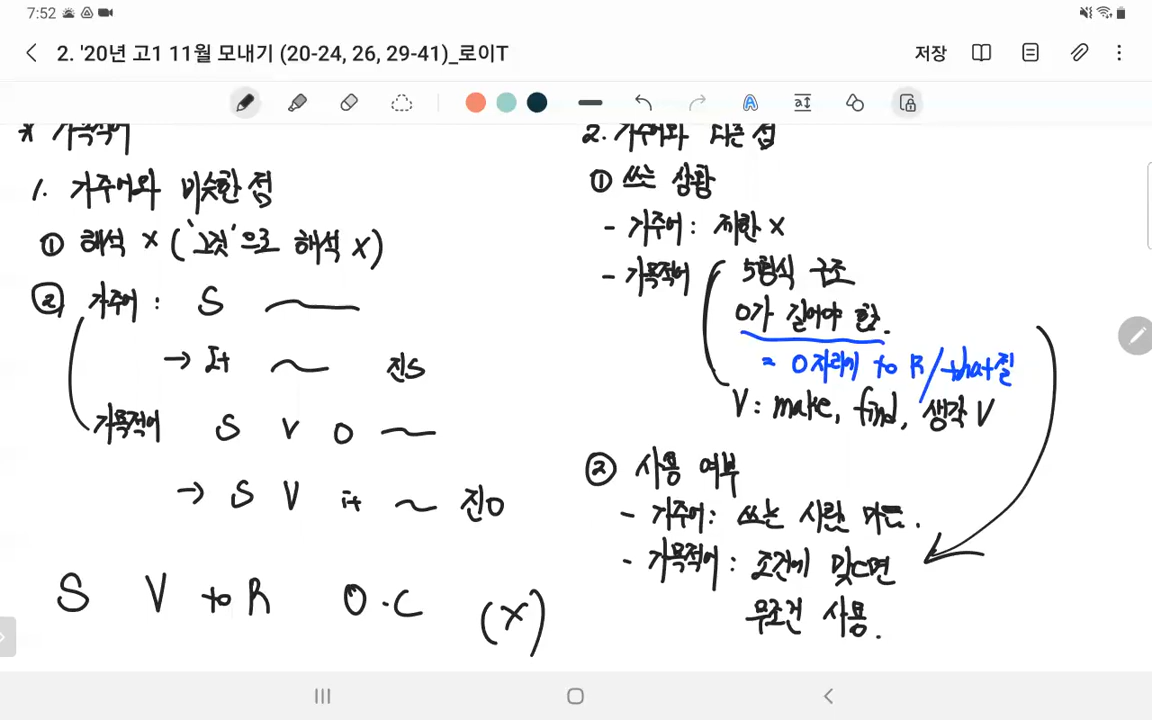 7:52
2. '20년 고1 11월 모내기 (20-24, 26, 29-41)_로이T
저장
* 가목적어
1. 가주어와 비슷한 점
① 해석 X ('그것'으로 해석 X)
② 가주어 : S
→ It 진S
가목적어 S V O
→ S V it 진O
S V to R O.C (X)
2. 가주어와 다른 점
① 쓰는 상황
- 가주어 : 제한 X
- 가목적어 5형식 구조
O가 길어야 함.
= O자리에 to R / that절
V : make, find, 생각 V
② 사용 여부
- 가주어 : 쓰는 사람 마음.
- 가목적어 : 조건에 맞으면
무조건 사용.